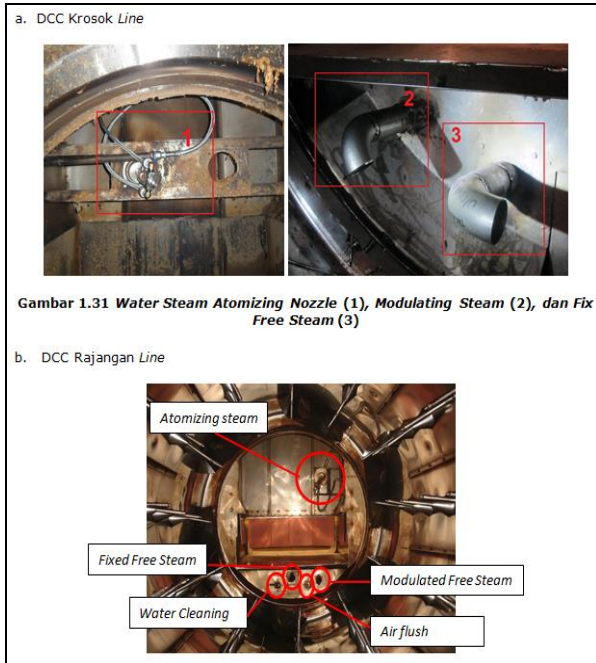 a. DCC Krosok Line
1
2
3
Gambar 1.31 Water Steam Atomizing Nozzle (1), Modulating Steam (2), dan Fix
Free Steam (3)
b. DCC Rajangan Line
Atomizing steam
Fixed Free Steam
Modulated Free Steam
Water Cleaning
Air flush